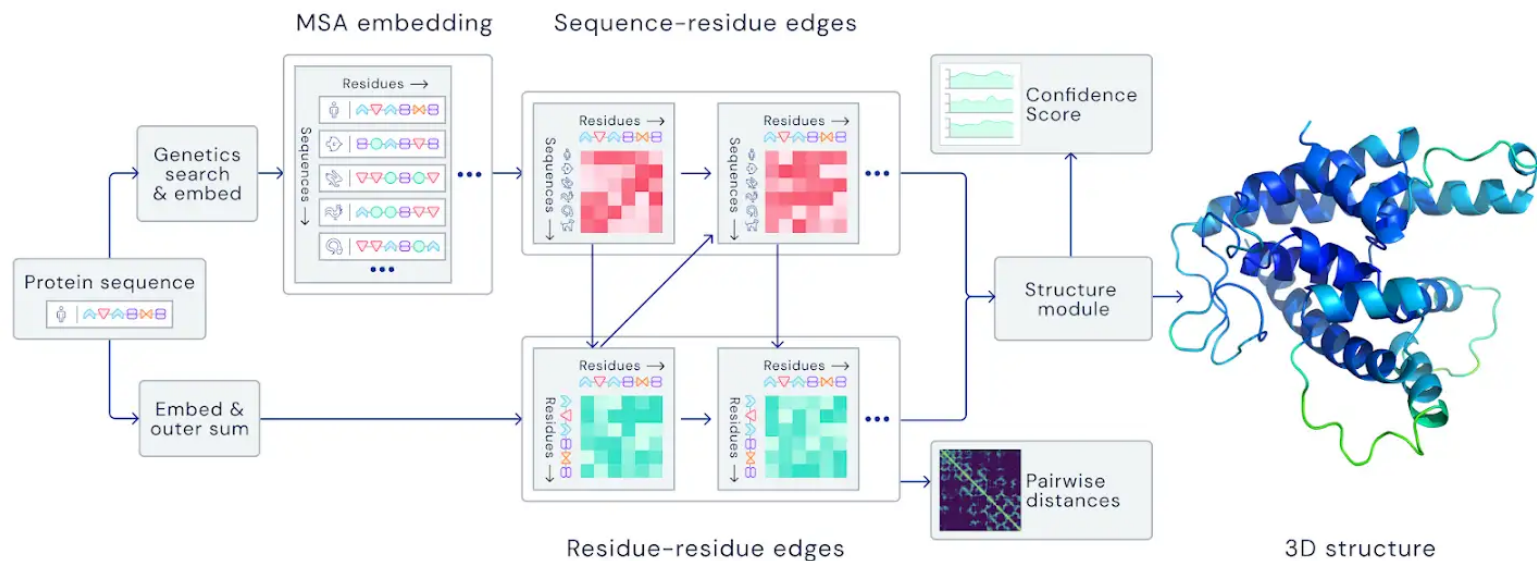 MSA embedding
Sequence-residue edges
Residues →
Sequences →
Genetics
search
& embed
Protein sequence
Embed &
outer sum
Residues →
Sequences →
Residues →
Sequences →
Residues →
Residues →
Residues →
Residues →
Confidence
Score
Structure
module
Pairwise
distances
Residue-residue edges
3D structure